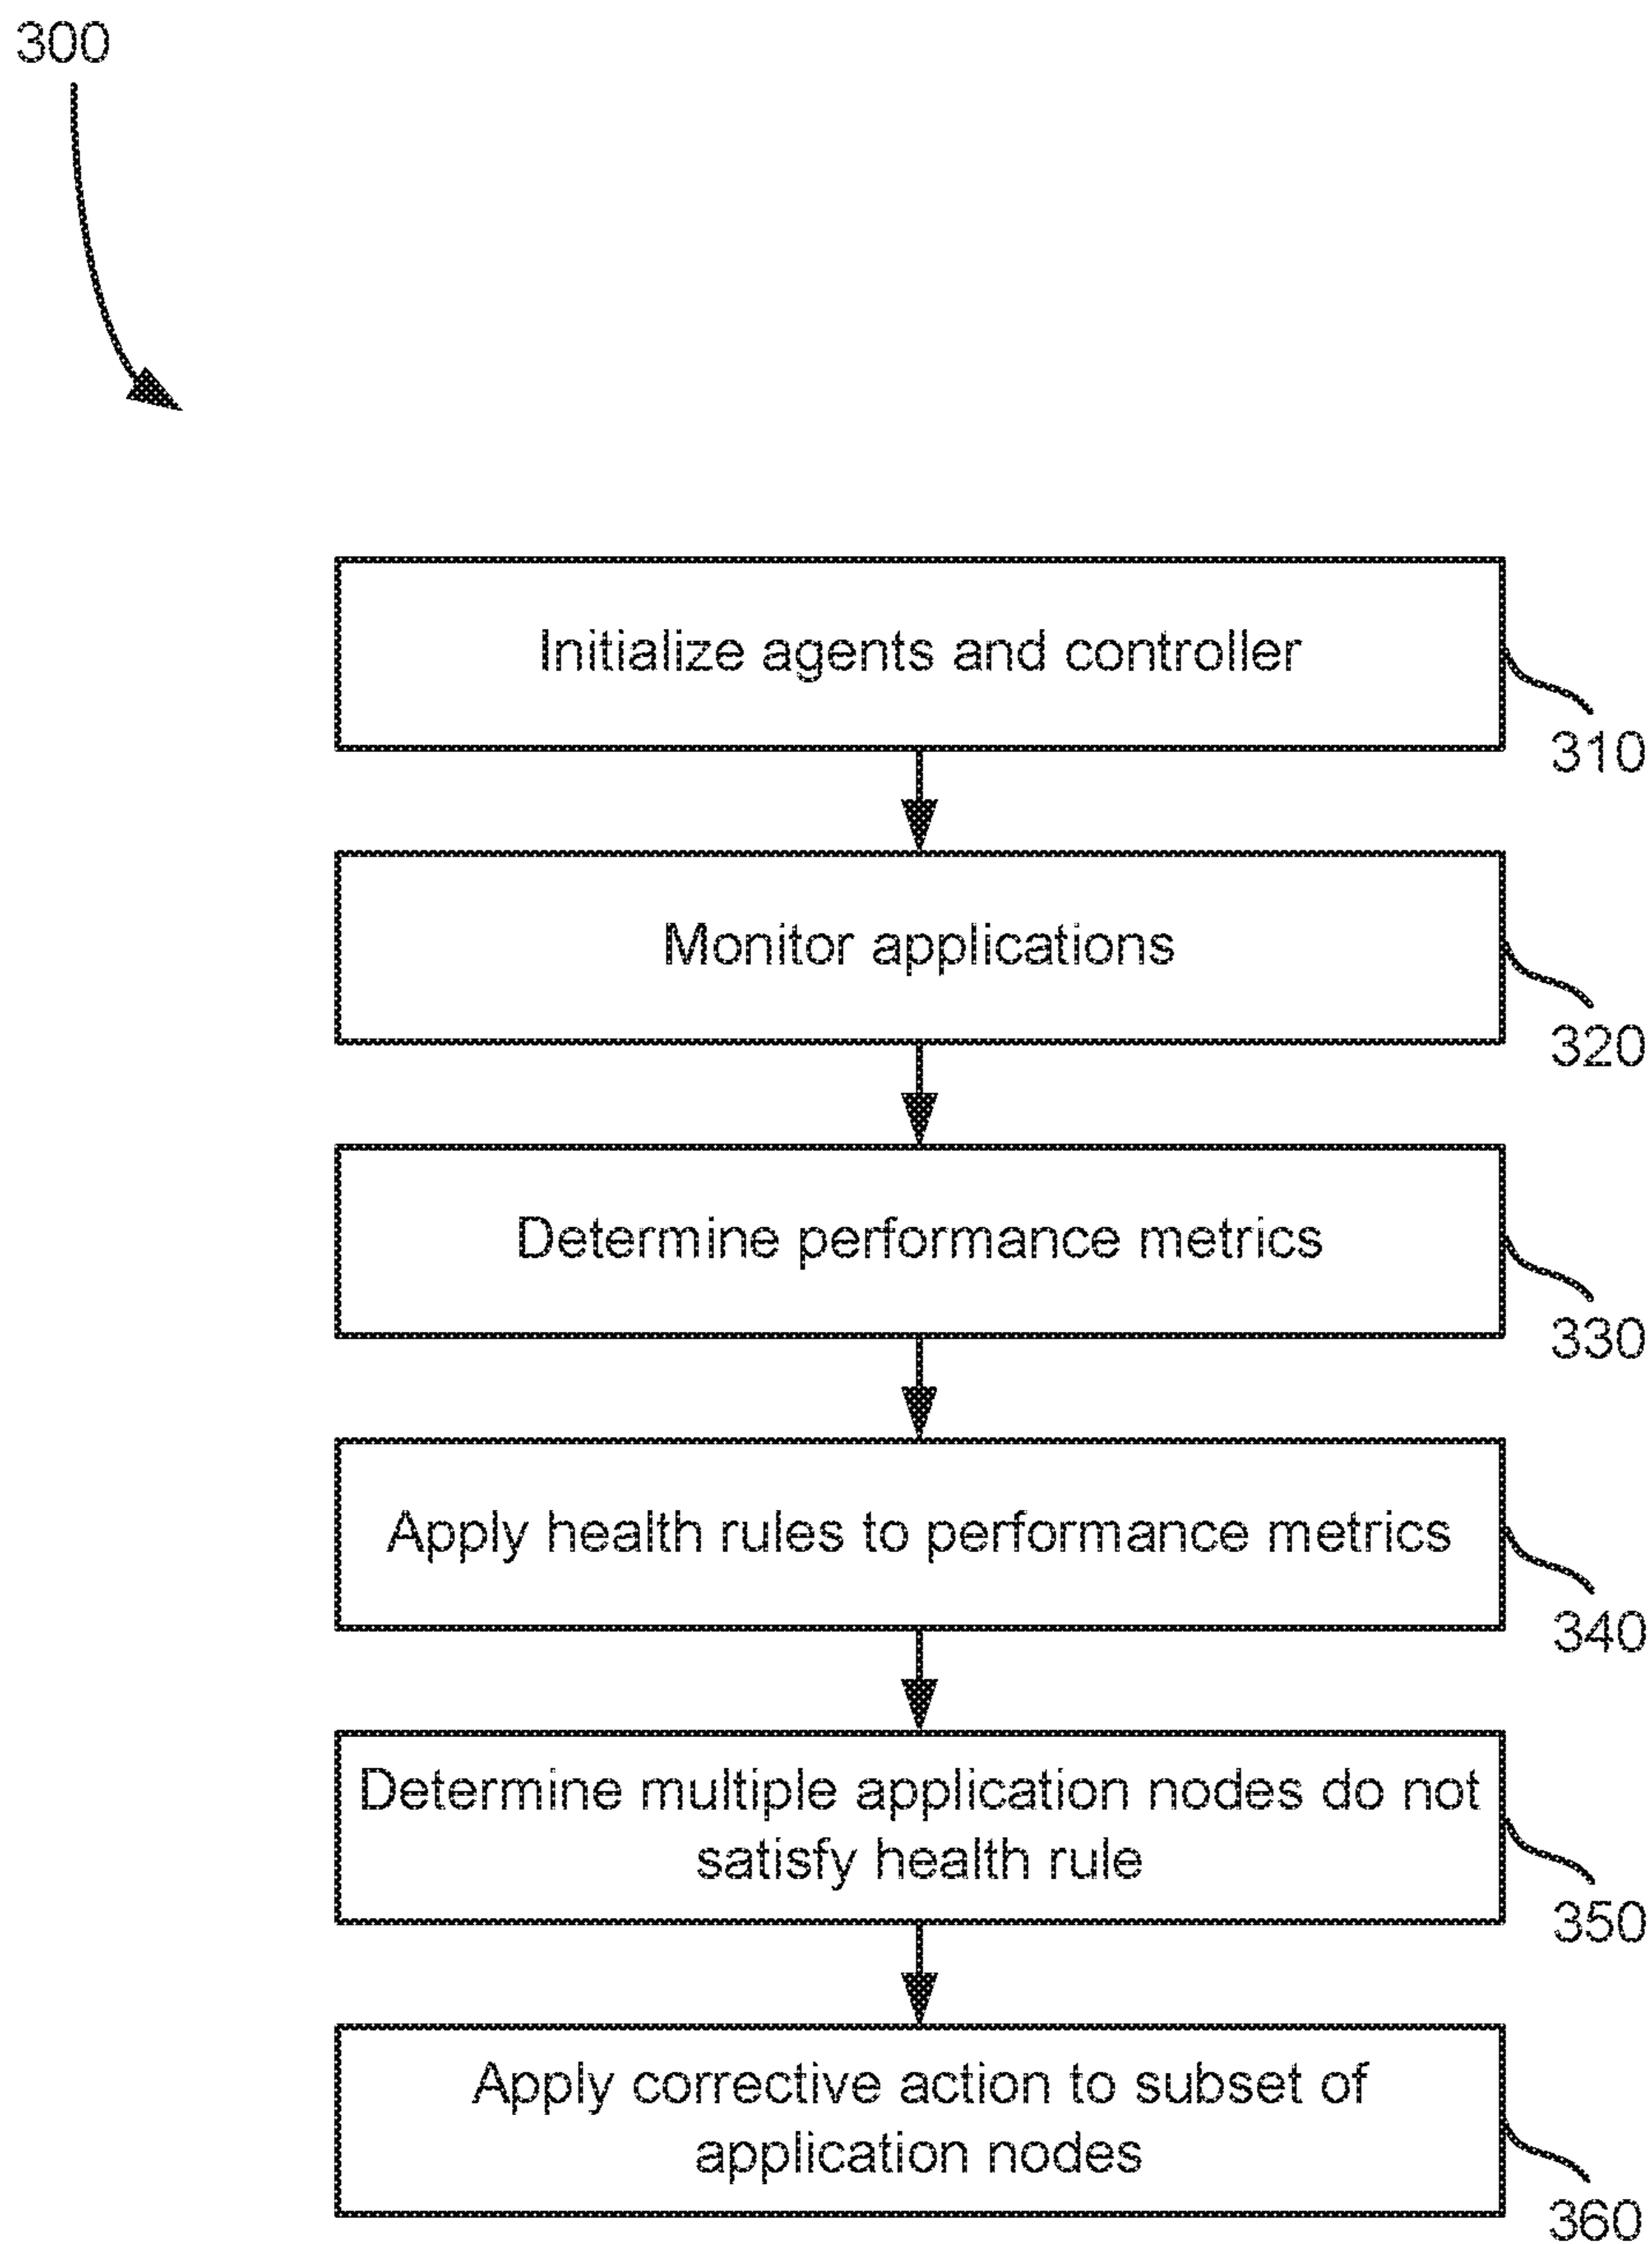 300
Initialize agents and controller
310
Monitor applications
320
Determine performance metrics
330
Apply health rules to performance metrics
340
Determine multiple application nodes do not
satisfy health rule
350
Apply corrective action to subset of
application nodes
360